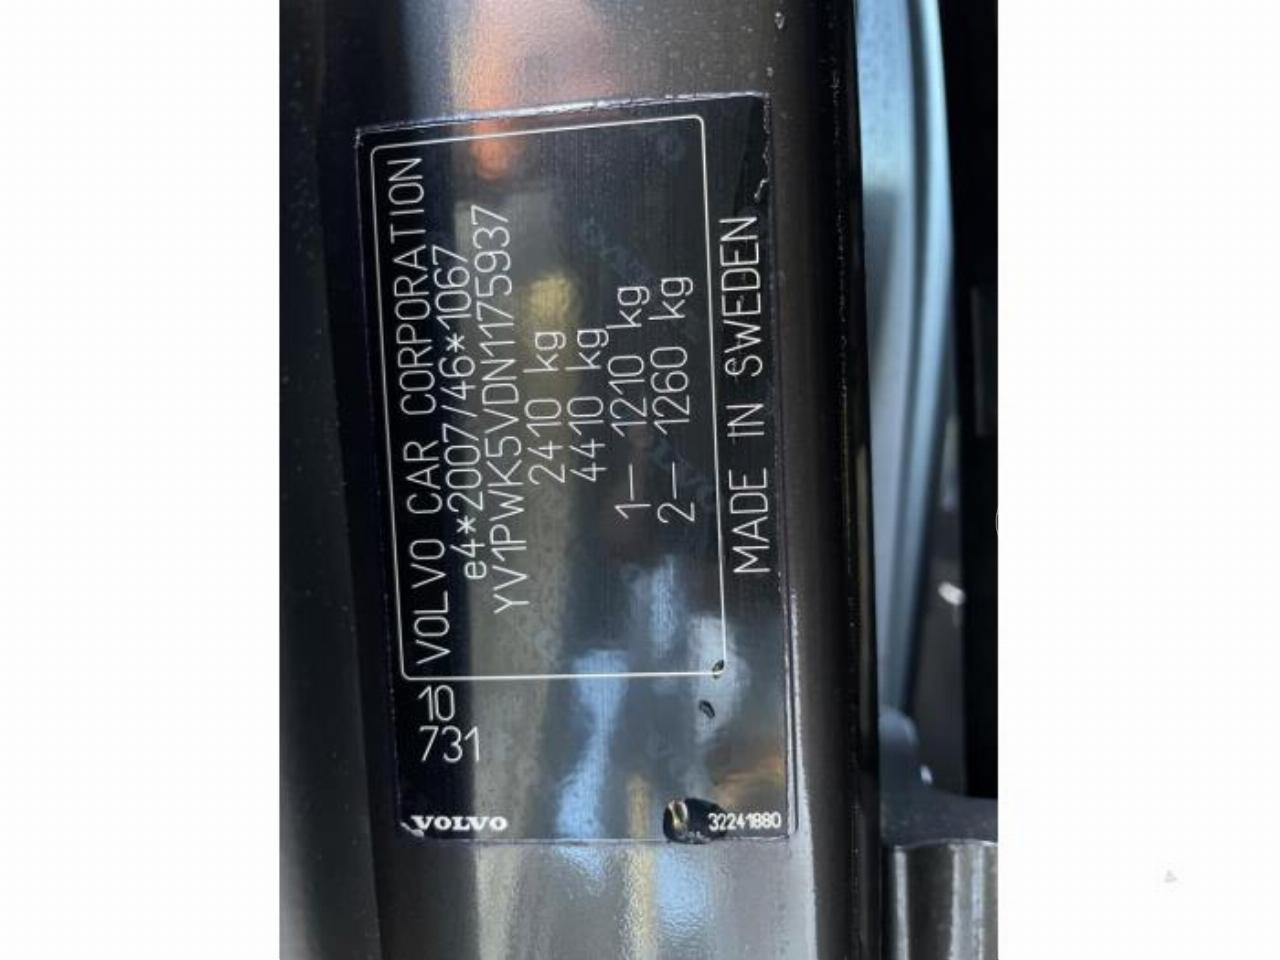 VOLVO CAR CORPORATION
e4*2007/46*1067
YV1PWK5VDN1175937
2410 kg
4410 kg
1– 1210 kg
2– 1260 kg
MADE IN SWEDEN
10
731
VOLVO
32241880